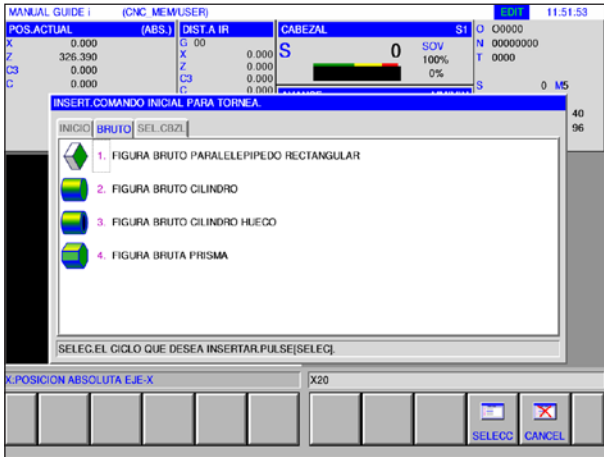 MANUAL GUIDE i (CNC_MEM/USER) EDIT 11:51:53
POS.ACTUAL (ABS.) DIST.A IR CABEZAL S1 O O0000
X 0.000 G 00 N 00000000
Z 326.390 X 0.000 S 0 SOV T 0000
C3 0.000 Z 0.000 100%
C 0.000 C3 0.000 0%
C 0.000 S 0 M5
INSERT.COMANDO INICIAL PARA TORNEA.
40
96
INICIO BRUTO SEL.CBZL
1. FIGURA BRUTO PARALELEPIPEDO RECTANGULAR
2. FIGURA BRUTO CILINDRO
3. FIGURA BRUTO CILINDRO HUECO
4. FIGURA BRUTA PRISMA
SELEC.EL CICLO QUE DESEA INSERTAR.PULSE[SELEC].
X:POSICION ABSOLUTA EJE-X X20
SELECC CANCEL